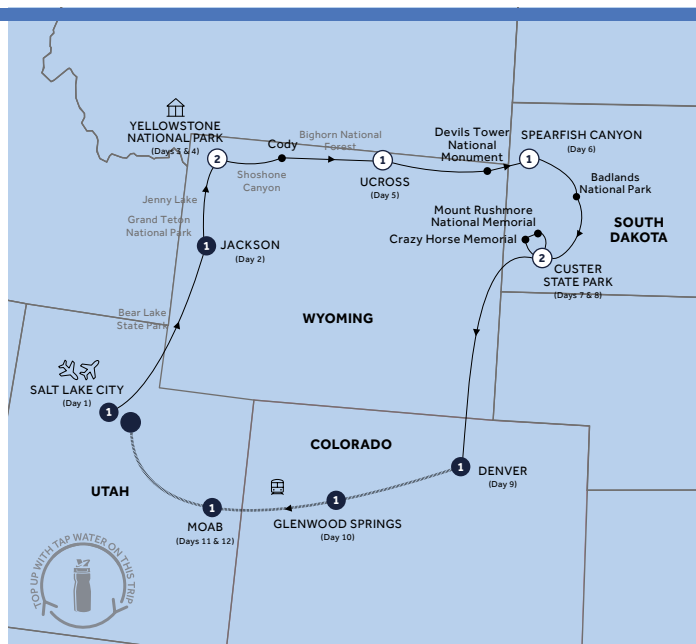 YELLOWSTONE
NATIONAL PARK
(Days 3 & 4)
2
Cody
Bighorn National
Forest
Shoshone
Canyon
1
UCROSS
(Day 5)
Devils Tower
National
Monument
1
SPEARFISH CANYON
(Day 6)
Badlands
National Park
SOUTH
DAKOTA
Mount Rushmore
National Memorial
Crazy Horse Memorial
2
CUSTER
STATE PARK
(Days 7 & 8)
Jenny Lake
Grand Teton
National Park
1
JACKSON
(Day 2)
Bear Lake
State Park
WYOMING
SALT LAKE CITY
(Day 1)
1
COLORADO
UTAH
1
DENVER
(Day 9)
1
GLENWOOD SPRINGS
(Day 10)
1
MOAB
(Days 11 & 12)
TOP UP WITH TAP WATER ON THIS TRIP